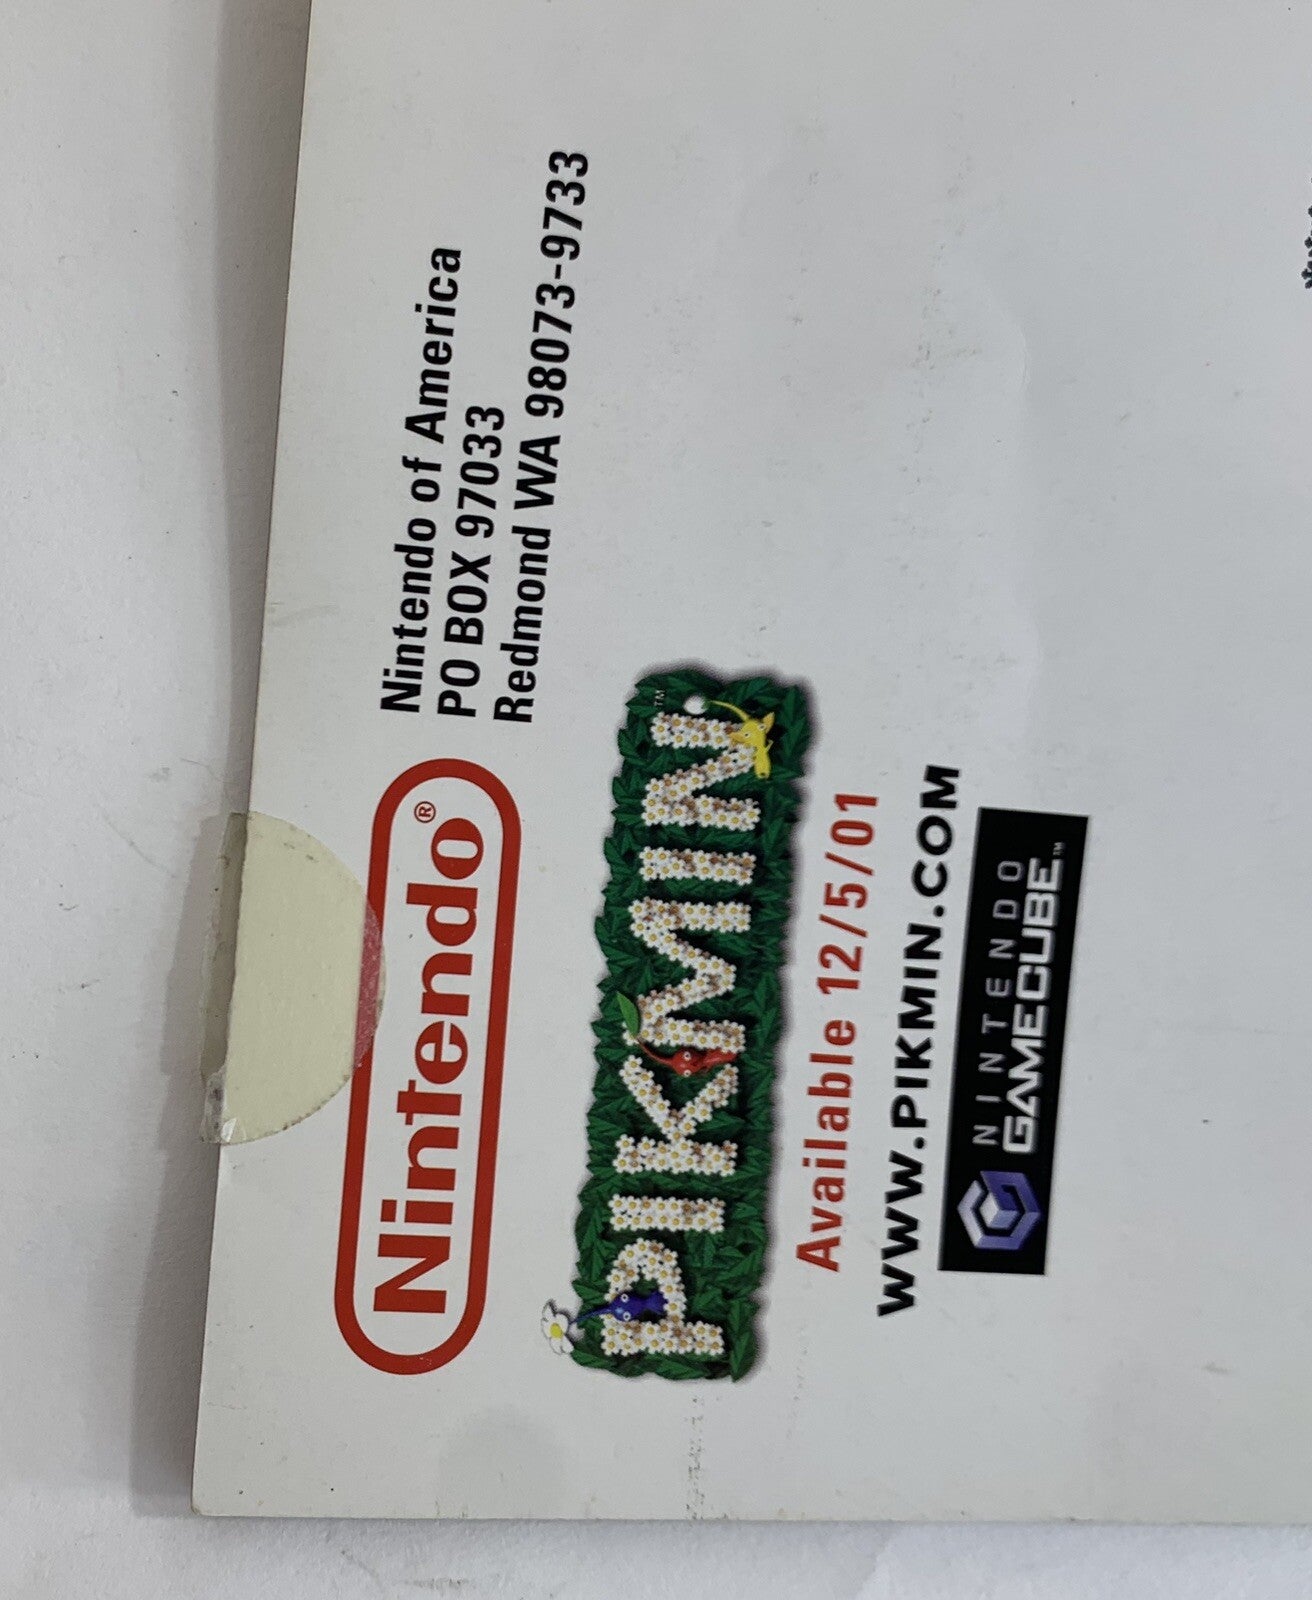 Nintendo®
Nintendo of America
PO BOX 97033
Redmond WA 98073-9733
PIKMIN™
Available 12/5/01
WWW.PIKMIN.COM
NINTENDO
GAMECUBE™